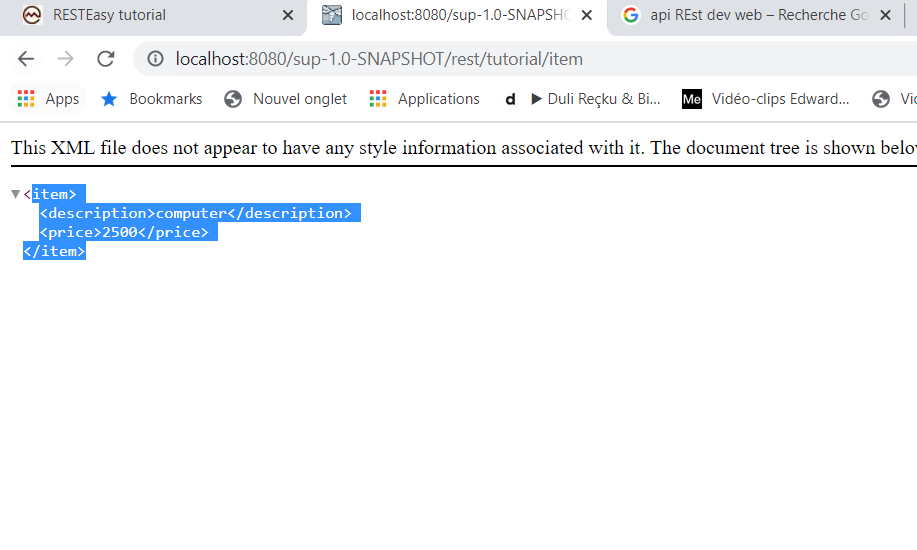 RESTEasy tutorial
localhost:8080/sup-1.0-SNAPSHO
api REst dev web – Recherche Go
localhost:8080/sup-1.0-SNAPSHOT/rest/tutorial/item
Apps Bookmarks Nouvel onglet Applications d Duli Reçku & Bi... Me Vidéo-clips Edward...
This XML file does not appear to have any style information associated with it. The document tree is shown below
<item>
<description>computer</description>
<price>2500</price>
</item>